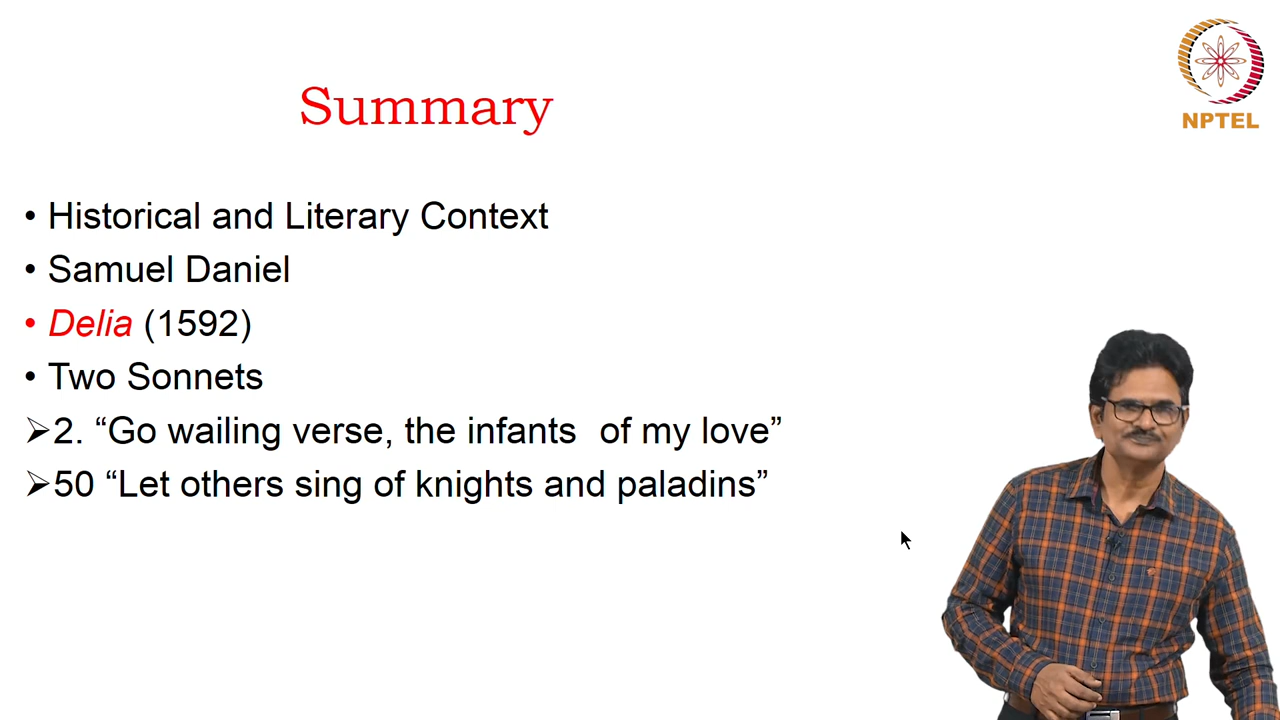 Summary
NPTEL
• Historical and Literary Context
• Samuel Daniel
• Delia (1592)
• Two Sonnets
➢2. “Go wailing verse, the infants of my love”
➢50 “Let others sing of knights and paladins”